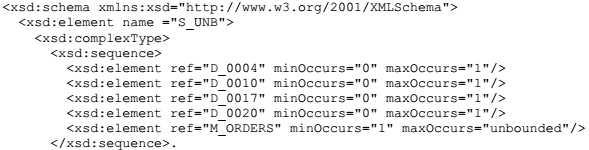 <xsd:schema xmlns:xsd="http://www.w3.org/2001/XMLSchema">
  <xsd:element name ="S_UNB">
    <xsd:complexType>
      <xsd:sequence>
        <xsd:element ref="D_0004" minOccurs="0" maxOccurs="1"/>
        <xsd:element ref="D_0010" minOccurs="0" maxOccurs="1"/>
        <xsd:element ref="D_0017" minOccurs="0" maxOccurs="1"/>
        <xsd:element ref="D_0020" minOccurs="0" maxOccurs="1"/>
        <xsd:element ref="M_ORDERS" minOccurs="1" maxOccurs="unbounded"/>
      </xsd:sequence>.